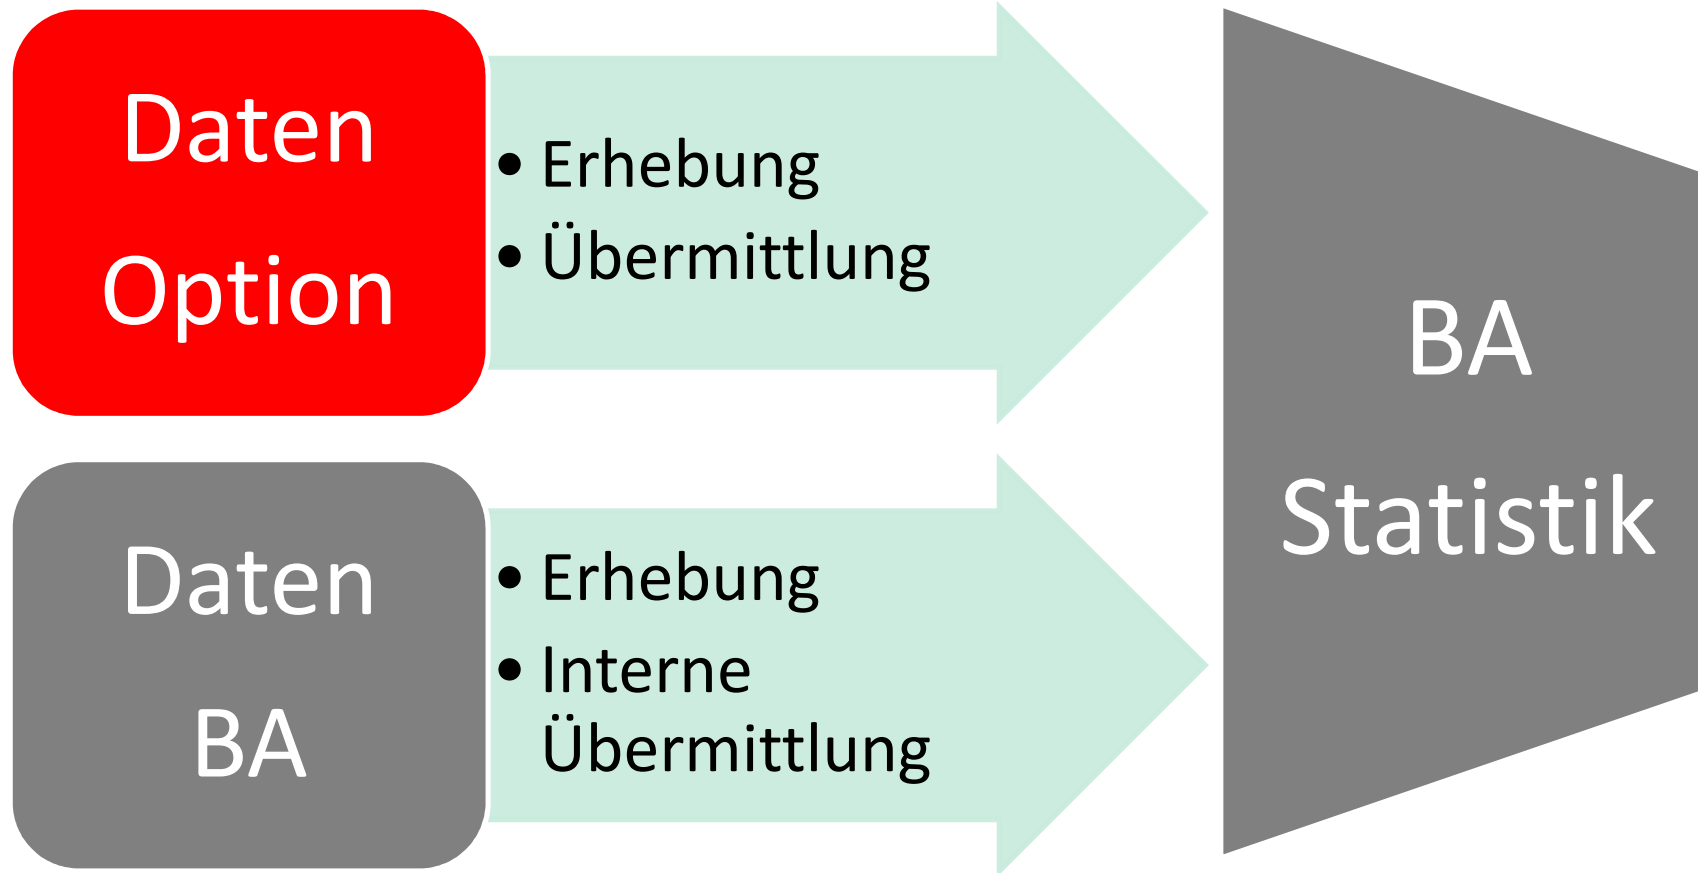 Daten
Option
• Erhebung
• Übermittlung
Daten
BA
• Erhebung
• Interne
Übermittlung
BA
Statistik